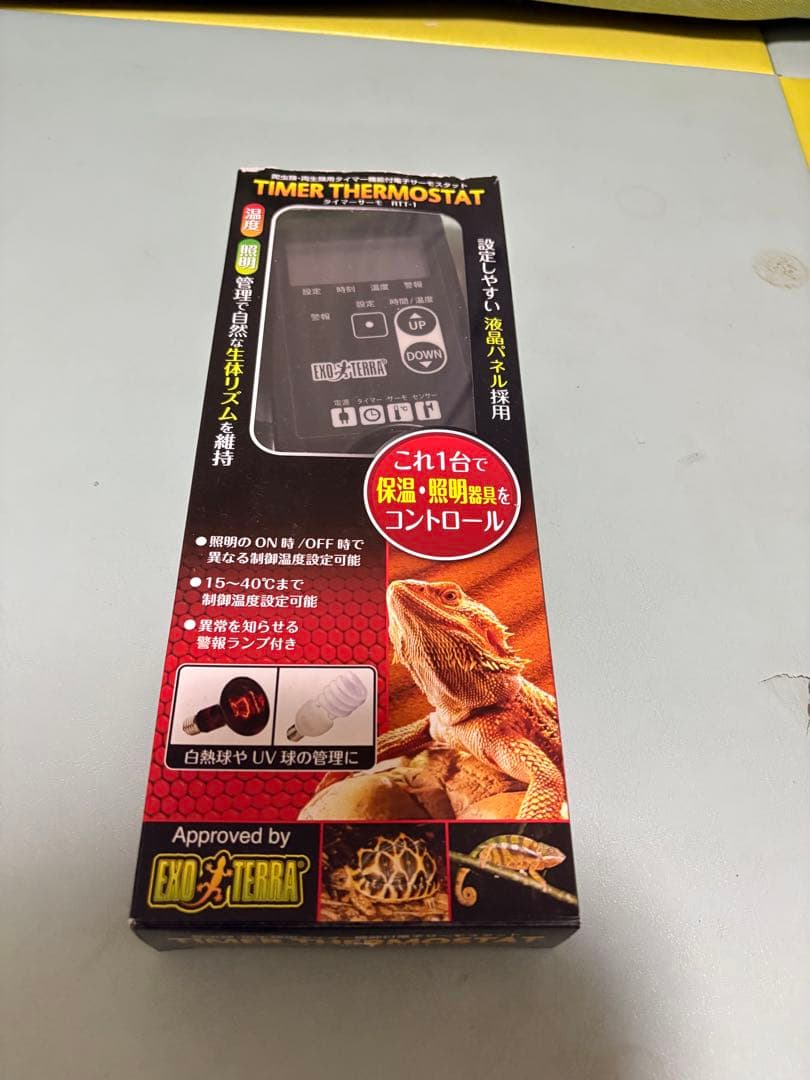 爬虫類・両生類用タイマー機能付電子サーモスタット
TIMER THERMOSTAT
タイマーサーモ RTT-1
温度
照明
管理で自然な生体リズムを維持
設定しやすい液晶パネル採用
設定 時刻 温度 警報
設定 時間/温度
警報
UP
DOWN
EXO TERRA
電源 タイマー サーモ センサー
℃
これ1台で
保温・照明器具を
コントロール
●照明のON時/OFF時で
異なる制御温度設定可能
●15〜40℃まで
制御温度設定可能
●異常を知らせる
警報ランプ付き
白熱球やUV球の管理に
Approved by
EXO TERRA®
TIMER THERMOSTAT